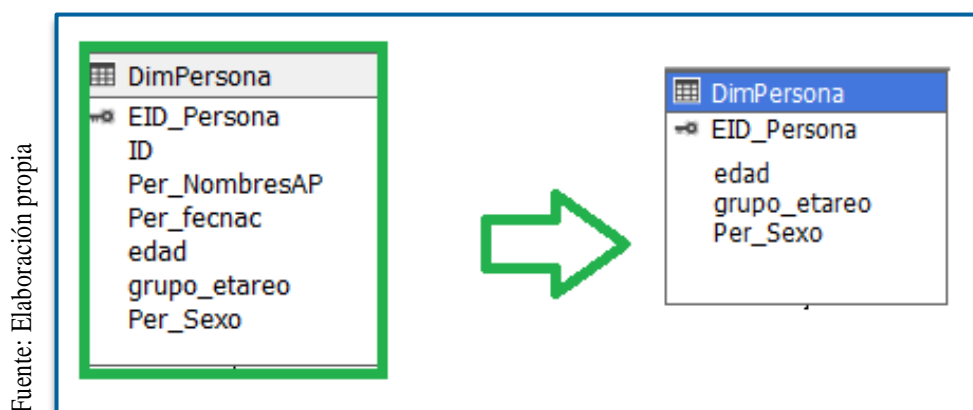 Fuente: Elaboración propia
DimPersona
EID_Persona
ID
Per_NombresAP
Per_fecnac
edad
grupo_etareo
Per_Sexo
DimPersona
EID_Persona
edad
grupo_etareo
Per_Sexo